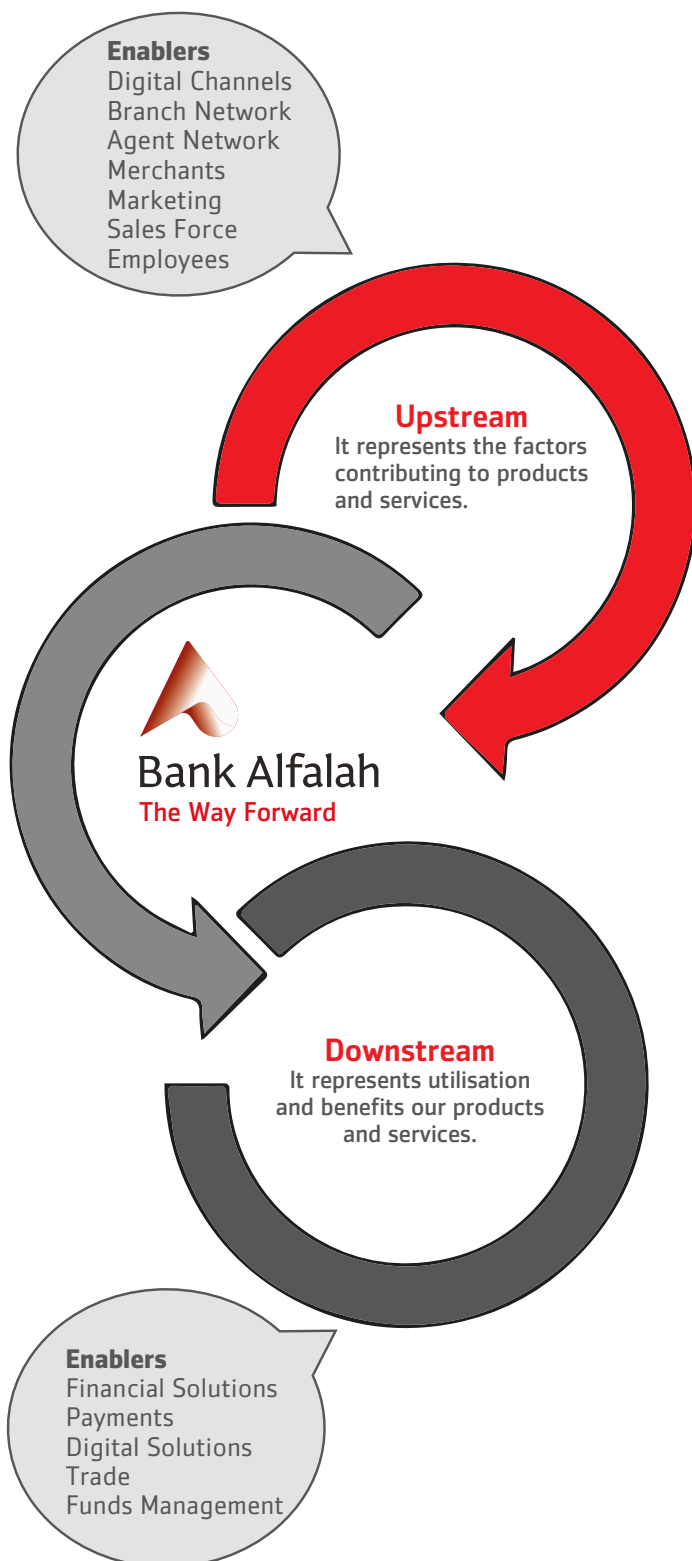 Enablers
Digital Channels
Branch Network
Agent Network
Merchants
Marketing
Sales Force
Employees
Upstream
It represents the factors
contributing to products
and services.
Bank Alfalah
The Way Forward
Downstream
It represents utilisation
and benefits our products
and services.
Enablers
Financial Solutions
Payments
Digital Solutions
Trade
Funds Management